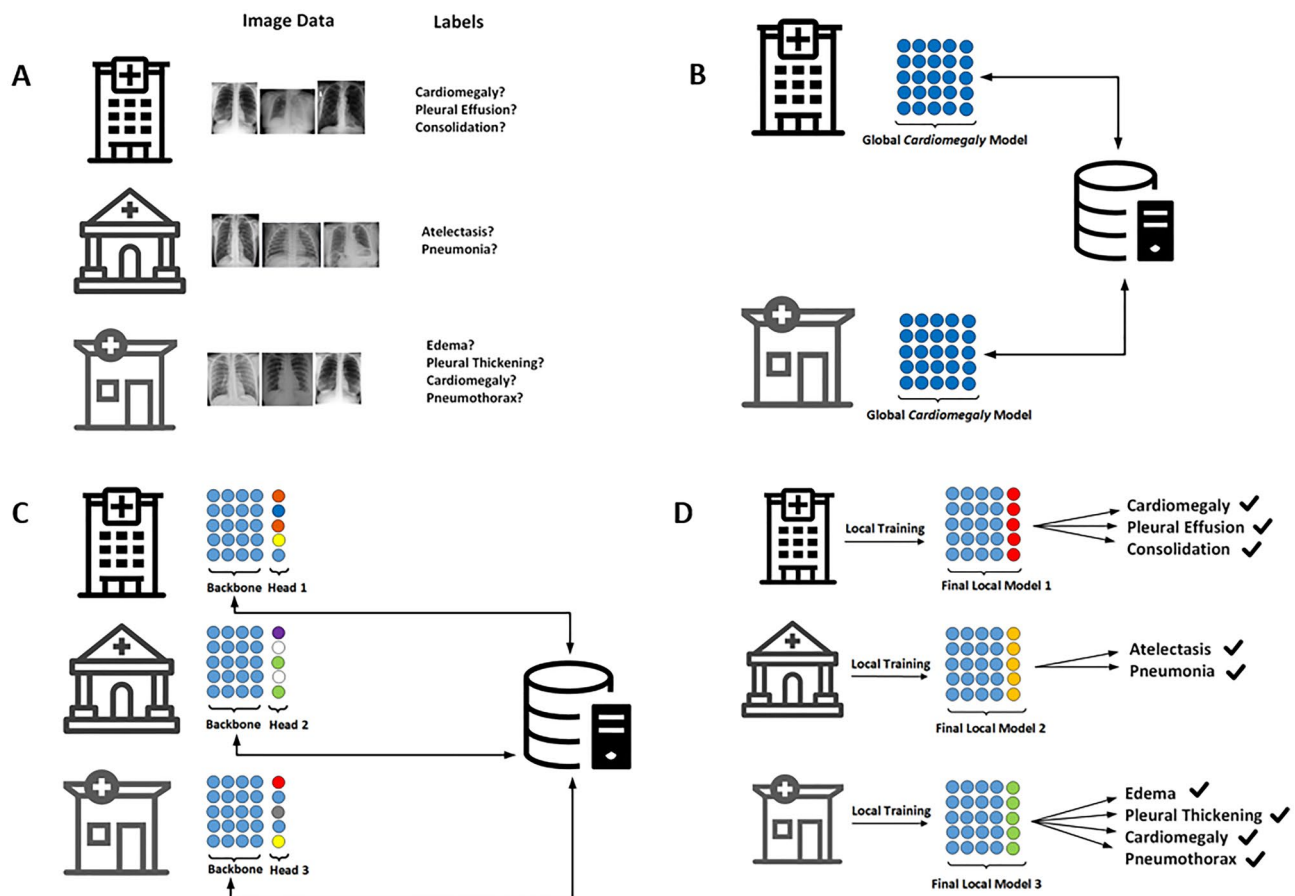 A
Image Data
Labels
Cardiomegaly?
Pleural Effusion?
Consolidation?
Atelectasis?
Pneumonia?
Edema?
Pleural Thickening?
Cardiomegaly?
Pneumothorax?
B
Global Cardiomegaly Model
Global Cardiomegaly Model
C
Backbone
Head 1
Backbone
Head 2
Backbone
Head 3
D
Local Training
Final Local Model 1
Cardiomegaly
Pleural Effusion
Consolidation
Local Training
Final Local Model 2
Atelectasis
Pneumonia
Local Training
Final Local Model 3
Edema
Pleural Thickening
Cardiomegaly
Pneumothorax